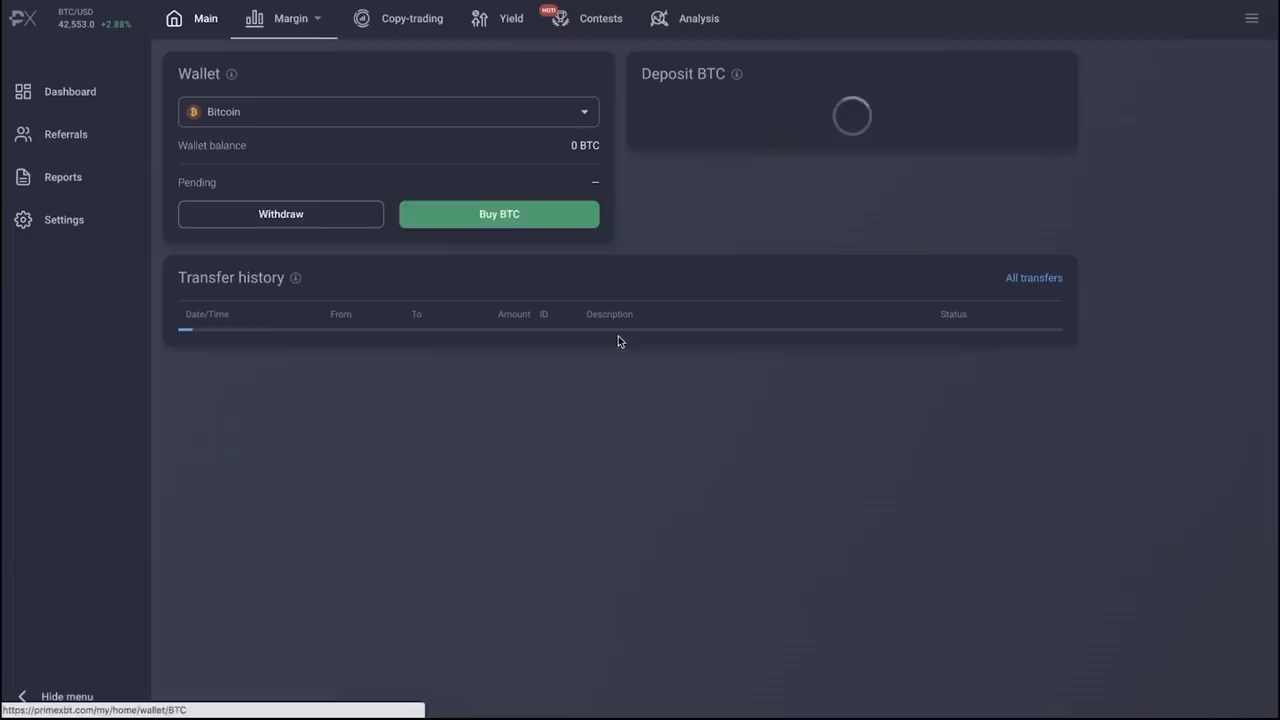 PX
BTC/USD
42,553.0 +2.88%
Main
Margin
Copy-trading
Yield
HOT!
Contests
Analysis
Dashboard
Referrals
Reports
Settings
Wallet
Bitcoin
Wallet balance 0 BTC
Pending –
Withdraw
Buy BTC
Deposit BTC
Transfer history
All transfers
Date/Time From To Amount ID Description Status
Hide menu
https://primexbt.com/my/home/wallet/BTC